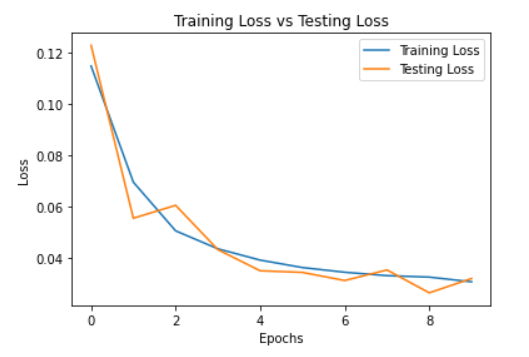 Training Loss vs Testing Loss
Training Loss
Testing Loss
0.12
0.10
0.08
0.06
0.04
Loss
0 2 4 6 8
Epochs